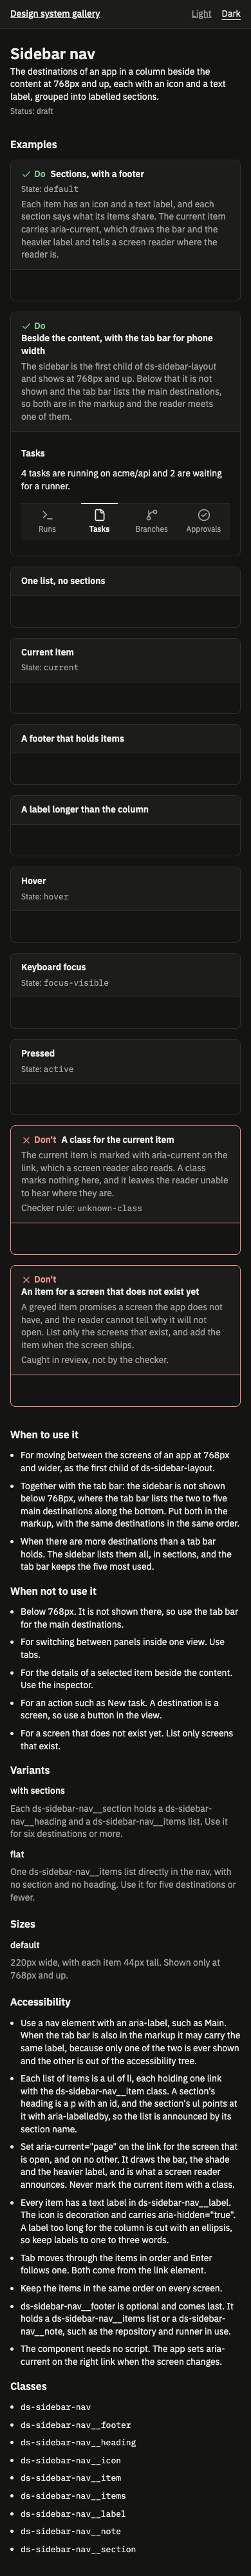 Design system gallery
Light
Dark
Sidebar nav
The destinations of an app in a column beside the
content at 768px and up, each with an icon and a text
label, grouped into labelled sections.
Status: draft
Examples
Do Sections, with a footer
State: default
Each item has an icon and a text label, and each
section says what its items share. The current item
carries aria-current, which draws the bar and the
heavier label and tells a screen reader where the
reader is.
Do
Beside the content, with the tab bar for phone
width
The sidebar is the first child of ds-sidebar-layout
and shows at 768px and up. Below that it is not
shown and the tab bar lists the main destinations,
so both are in the markup and the reader meets
one of them.
Tasks
4 tasks are running on acme/api and 2 are waiting
for a runner.
Runs
Tasks
Branches
Approvals
One list, no sections
Current item
State: current
A footer that holds items
A label longer than the column
Hover
State: hover
Keyboard focus
State: focus-visible
Pressed
State: active
Don't A class for the current item
The current item is marked with aria-current on the
link, which a screen reader also reads. A class
marks nothing here, and it leaves the reader unable
to hear where they are.
Checker rule: unknown-class
Don't
An item for a screen that does not exist yet
A greyed item promises a screen the app does not
have, and the reader cannot tell why it will not
open. List only the screens that exist, and add the
item when the screen ships.
Caught in review, not by the checker.
When to use it
• For moving between the screens of an app at 768px
and wider, as the first child of ds-sidebar-layout.
• Together with the tab bar: the sidebar is not shown
below 768px, where the tab bar lists the two to five
main destinations along the bottom. Put both in the
markup, with the same destinations in the same order.
• When there are more destinations than a tab bar
holds. The sidebar lists them all, in sections, and the
tab bar keeps the five most used.
When not to use it
• Below 768px. It is not shown there, so use the tab bar
for the main destinations.
• For switching between panels inside one view. Use
tabs.
• For the details of a selected item beside the content.
Use the inspector.
• For an action such as New task. A destination is a
screen, so use a button in the view.
• For a screen that does not exist yet. List only screens
that exist.
Variants
with sections
Each ds-sidebar-nav__section holds a ds-sidebar-
nav__heading and a ds-sidebar-nav__items list. Use it
for six destinations or more.
flat
One ds-sidebar-nav__items list directly in the nav, with
no section and no heading. Use it for five destinations or
fewer.
Sizes
default
220px wide, with each item 44px tall. Shown only at
768px and up.
Accessibility
• Use a nav element with an aria-label, such as Main.
When the tab bar is also in the markup it may carry the
same label, because only one of the two is ever shown
and the other is out of the accessibility tree.
• Each list of items is a ul of li, each holding one link
with the ds-sidebar-nav__item class. A section's
heading is a p with an id, and the section's ul points at
it with aria-labelledby, so the list is announced by its
section name.
• Set aria-current="page" on the link for the screen that
is open, and on no other. It draws the bar, the shade
and the heavier label, and is what a screen reader
announces. Never mark the current item with a class.
• Every item has a text label in ds-sidebar-nav__label.
The icon is decoration and carries aria-hidden="true".
A label too long for the column is cut with an ellipsis,
so keep labels to one to three words.
• Tab moves through the items in order and Enter
follows one. Both come from the link element.
• Keep the items in the same order on every screen.
• ds-sidebar-nav__footer is optional and comes last. It
holds a ds-sidebar-nav__items list or a ds-sidebar-
nav__note, such as the repository and runner in use.
• The component needs no script. The app sets aria-
current on the right link when the screen changes.
Classes
• ds-sidebar-nav
• ds-sidebar-nav__footer
• ds-sidebar-nav__heading
• ds-sidebar-nav__icon
• ds-sidebar-nav__item
• ds-sidebar-nav__items
• ds-sidebar-nav__label
• ds-sidebar-nav__note
• ds-sidebar-nav__section